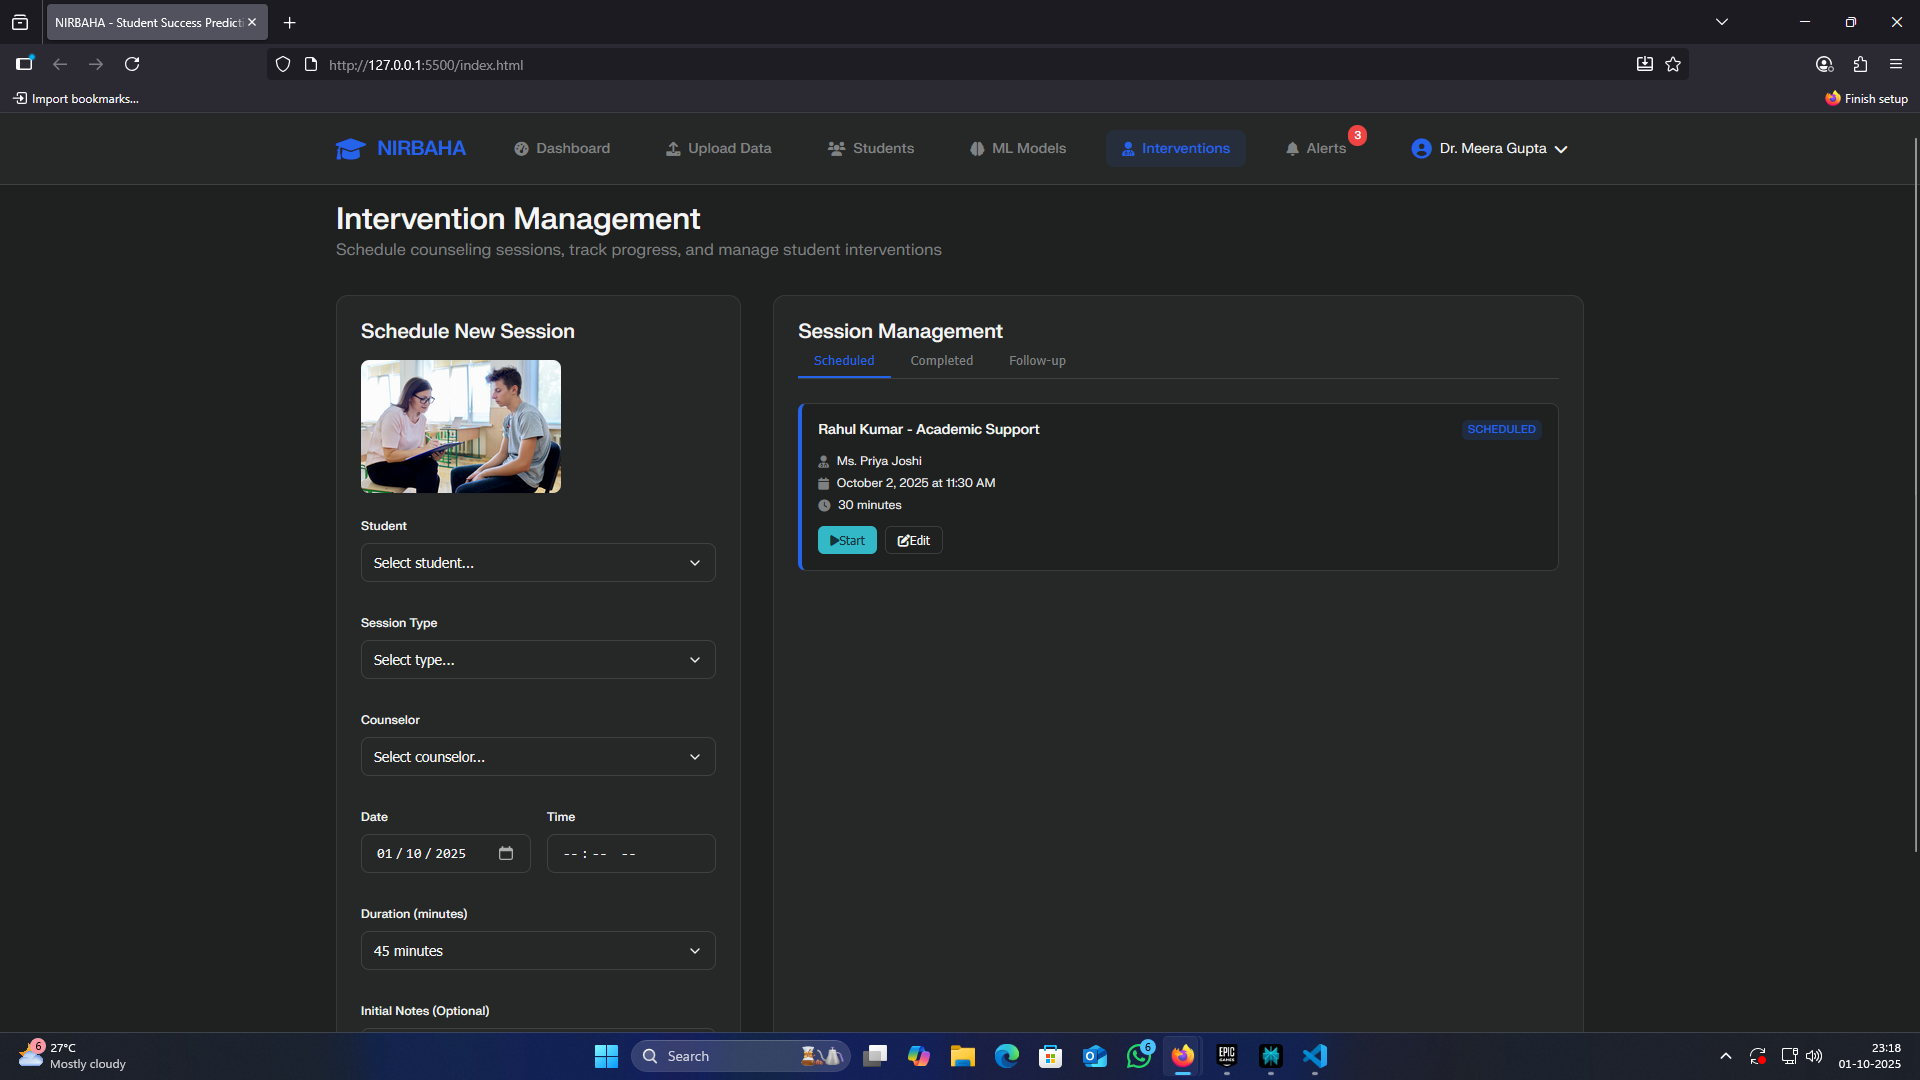 NIRBAHA - Student Success Predicti
http://127.0.0.1:5500/index.html
Import bookmarks...
Finish setup
NIRBAHA
Dashboard
Upload Data
Students
ML Models
Interventions
Alerts
3
Dr. Meera Gupta
Intervention Management
Schedule counseling sessions, track progress, and manage student interventions
Schedule New Session
Student
Select student...
Session Type
Select type...
Counselor
Select counselor...
Date
Time
01/10/2025
--:-- --
Duration (minutes)
45 minutes
Initial Notes (Optional)
Session Management
Scheduled
Completed
Follow-up
Rahul Kumar - Academic Support
SCHEDULED
Ms. Priya Joshi
October 2, 2025 at 11:30 AM
30 minutes
Start
Edit
6
27°C
Mostly cloudy
Search
6
EPIC
GAMES
23:18
01-10-2025